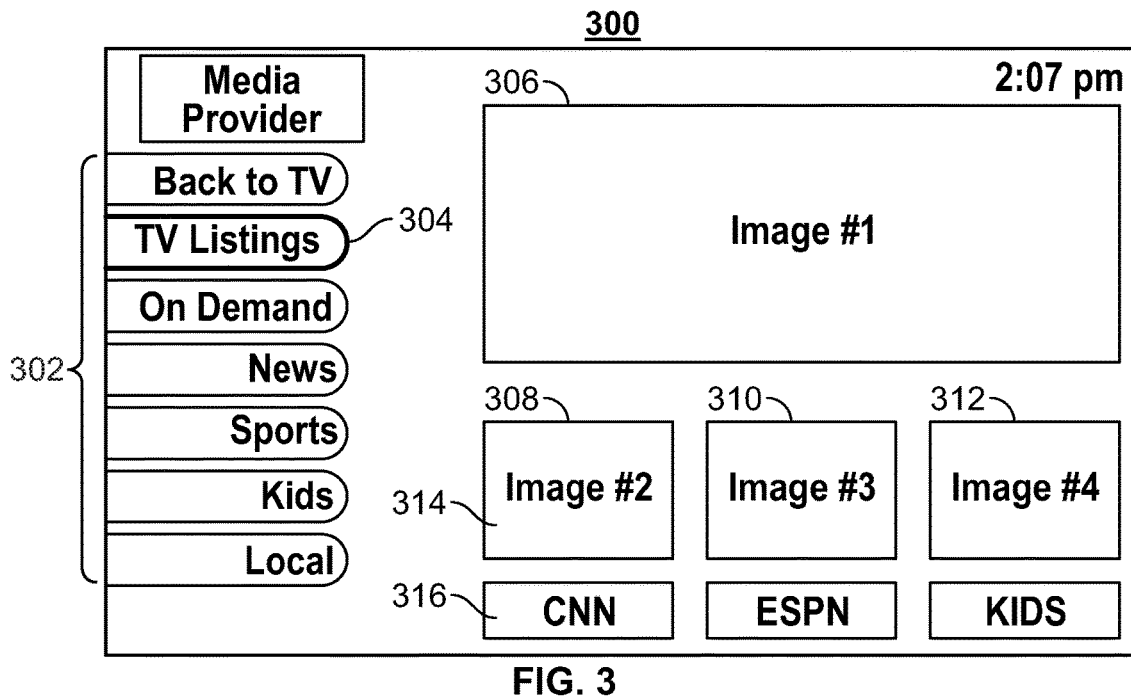 300
Media
Provider
2:07 pm
306
Back to TV
TV Listings
304
Image #1
On Demand
302
News
308
310
312
Sports
Image #2
Image #3
Image #4
Kids
314
Local
316
CNN
ESPN
KIDS
FIG. 3